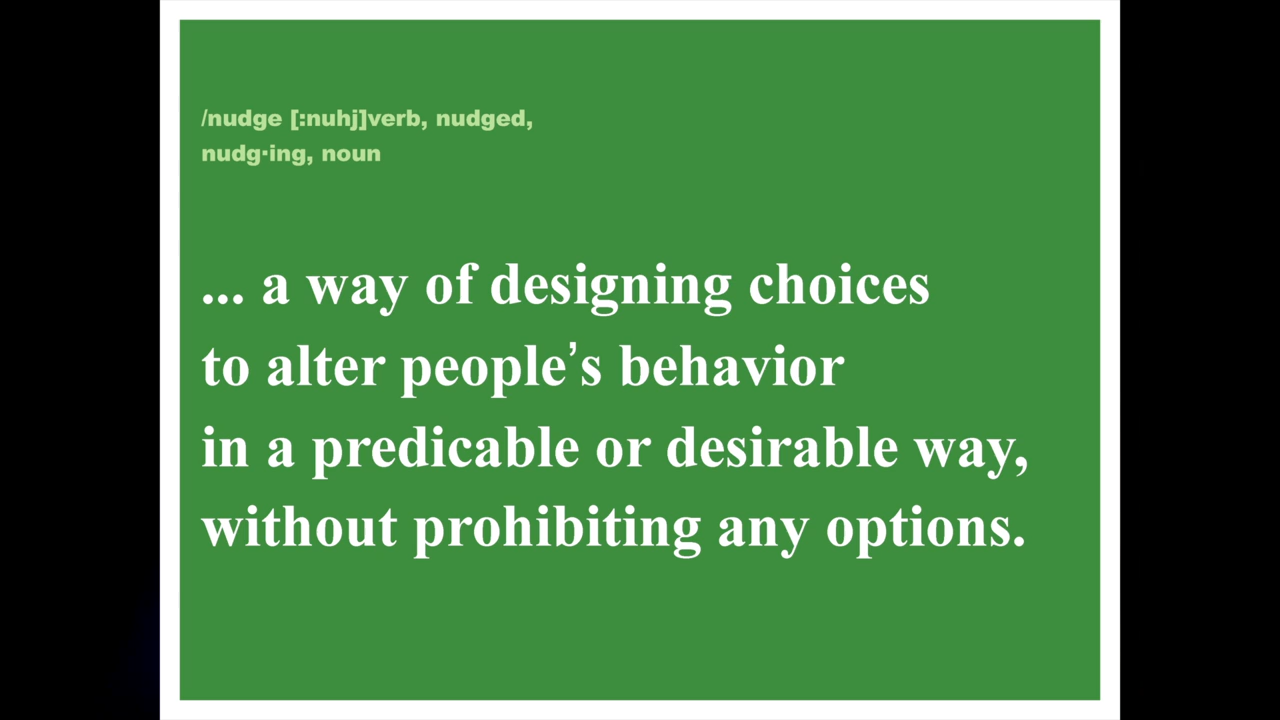 /nudge [:nuhj]verb, nudged,
nudg·ing, noun
... a way of designing choices
to alter people’s behavior
in a predicable or desirable way,
without prohibiting any options.